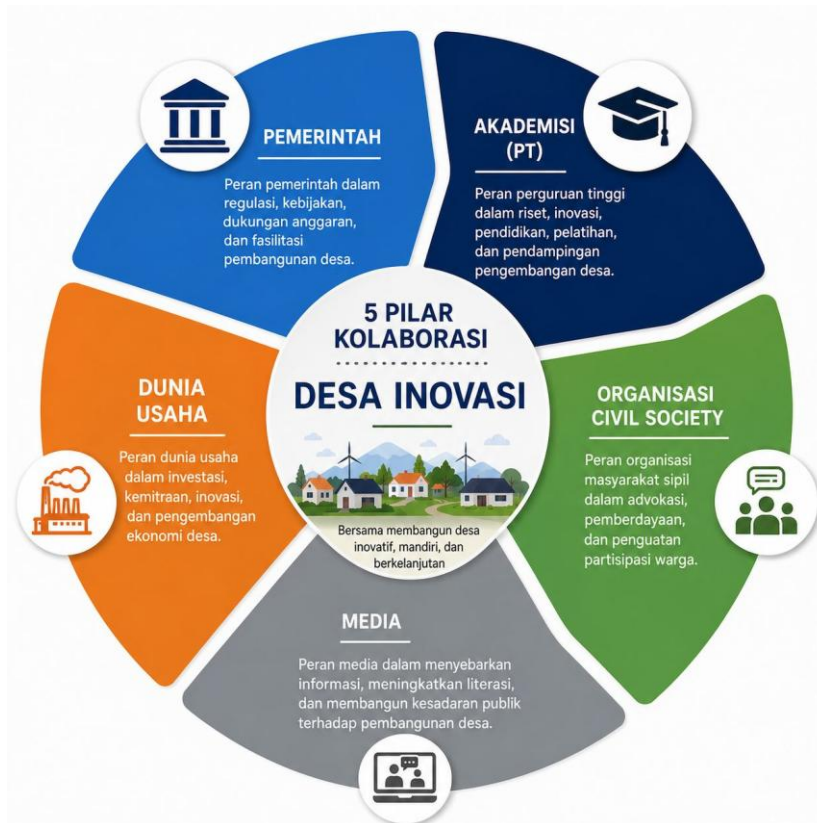 PEMERINTAH
Peran pemerintah dalam
regulasi, kebijakan,
dukungan anggaran,
dan fasilitasi
pembangunan desa.
AKADEMISI
(PT)
Peran perguruan tinggi
dalam riset, inovasi,
pendidikan, pelatihan,
dan pendampingan
pengembangan desa.
5 PILAR
KOLABORASI
DESA INOVASI
Bersama membangun desa
inovatif, mandiri, dan
berkelanjutan
DUNIA
USAHA
Peran dunia usaha
dalam investasi,
kemitraan, inovasi,
dan pengembangan
ekonomi desa.
ORGANISASI
CIVIL SOCIETY
Peran organisasi
masyarakat sipil
dalam advokasi,
pemberdayaan,
dan penguatan
partisipasi warga.
MEDIA
Peran media dalam menyebarkan
informasi, meningkatkan literasi,
dan membangun kesadaran publik
terhadap pembangunan desa.